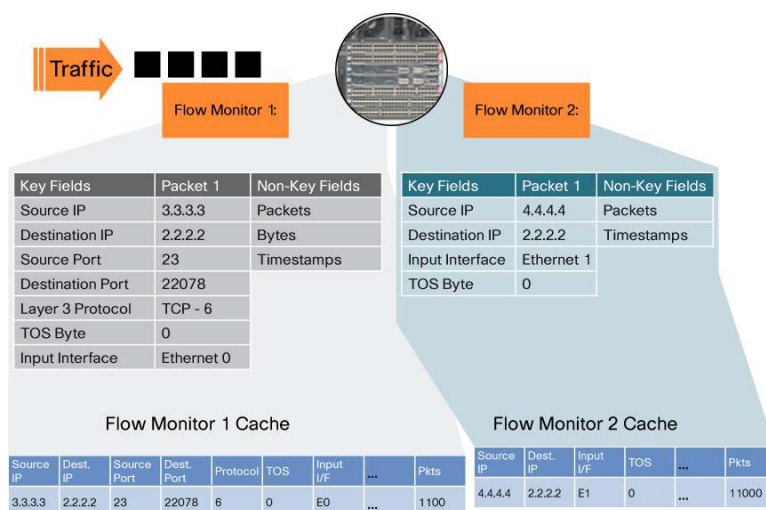 Traffic
Flow Monitor 1:
Flow Monitor 2:
Key Fields Packet 1 Non-Key Fields
Source IP 3.3.3.3 Packets
Destination IP 2.2.2.2 Bytes
Source Port 23 Timestamps
Destination Port 22078
Layer 3 Protocol TCP - 6
TOS Byte 0
Input Interface Ethernet 0
Key Fields Packet 1 Non-Key Fields
Source IP 4.4.4.4 Packets
Destination IP 2.2.2.2 Timestamps
Input Interface Ethernet 1
TOS Byte 0
Flow Monitor 1 Cache
Source IP Dest. IP Source Port Dest. Port Protocol TOS Input I/F ... Pkts
3.3.3.3 2.2.2.2 23 22078 6 0 E0 ... 1100
Flow Monitor 2 Cache
Source IP Dest. IP Input I/F TOS ... Pkts
4.4.4.4 2.2.2.2 E1 0 ... 11000